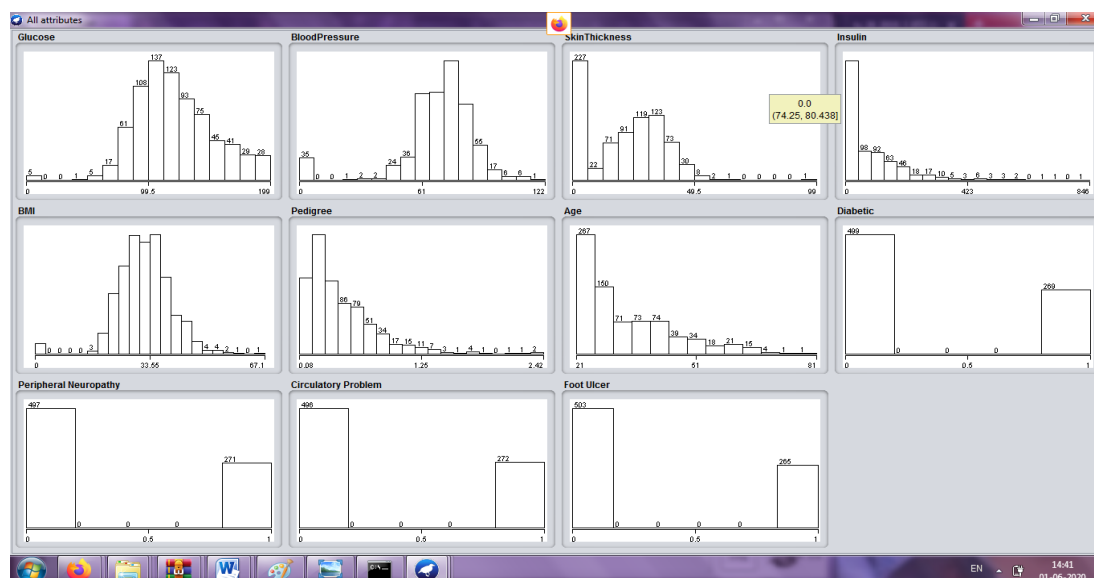 All attributes
Glucose
5 0 0 1 5 17 61 108 137 123 93 75 45 41 29 28
0 99.5 199
BloodPressure
35 0 0 1 2 2 24 36 55 17 6 6 1
0 61 122
SkinThickness
227 22 71 91 119 123 73 30 8 2 1 0 0 0 0 1
0 49.5 99
0.0
(74.25, 80.438]
Insulin
98 92 63 46 18 17 10 5 3 6 3 3 2 0 1 1 0 1
0 423 846
BMI
0 0 0 0 3 4 4 2 1 0 1
0 33.55 67.1
Pedigree
86 79 51 34 17 15 11 7 3 1 4 1 0 1 1 2
0.08 1.25 2.42
Age
267 150 71 73 74 39 34 18 21 15 4 1 1
21 51 81
Diabetic
499 0 0 0 269
0 0.5 1
Peripheral Neuropathy
497 0 0 0 271
0 0.5 1
Circulatory Problem
496 0 0 0 272
0 0.5 1
Foot Ulcer
503 0 0 0 0 265
0 0.5 1
W
EN
14:41
01-06-2020